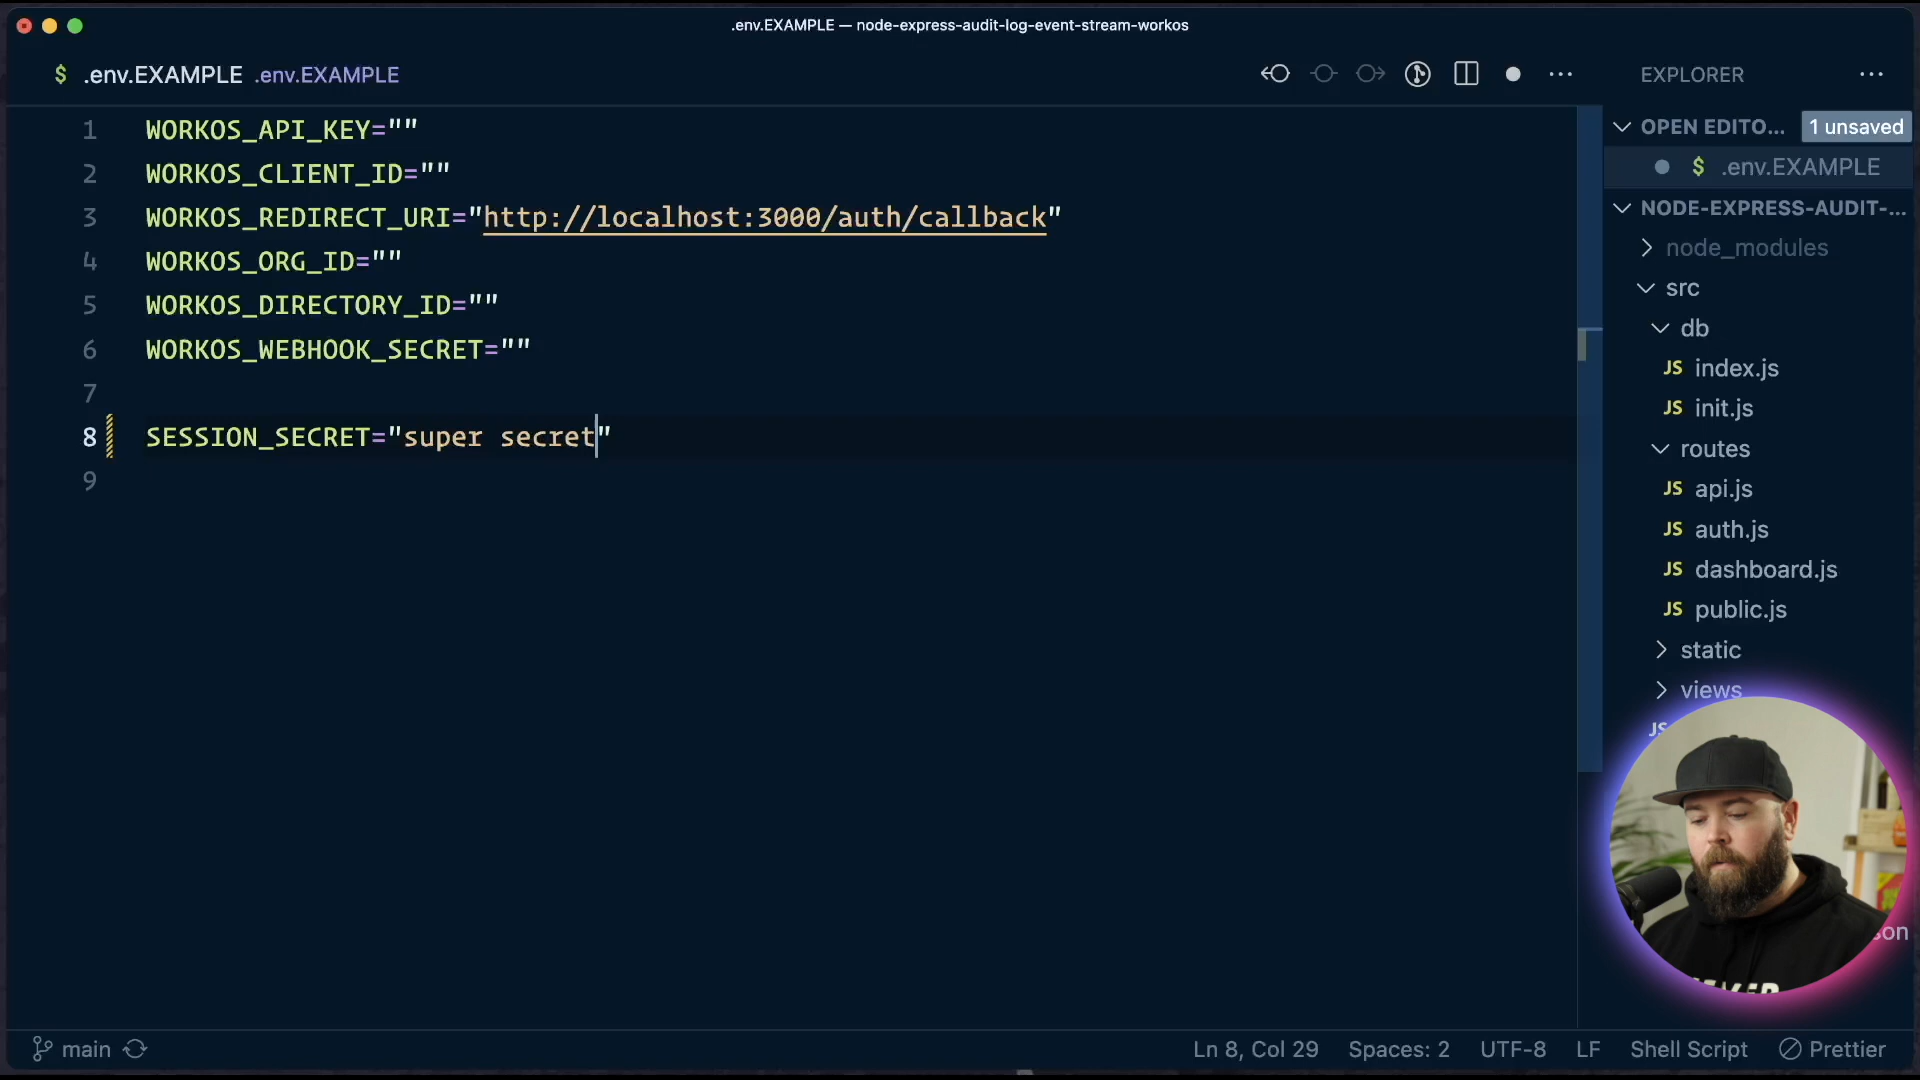 .env.EXAMPLE — node-express-audit-log-event-stream-workos
$ .env.EXAMPLE .env.EXAMPLE
1 WORKOS_API_KEY=""
2 WORKOS_CLIENT_ID=""
3 WORKOS_REDIRECT_URI="http://localhost:3000/auth/callback"
4 WORKOS_ORG_ID=""
5 WORKOS_DIRECTORY_ID=""
6 WORKOS_WEBHOOK_SECRET=""
7
8 SESSION_SECRET="super secret"
9
EXPLORER
OPEN EDITO... 1 unsaved
$ .env.EXAMPLE
NODE-EXPRESS-AUDIT-...
node_modules
src
db
JS index.js
JS init.js
routes
JS api.js
JS auth.js
JS dashboard.js
JS public.js
static
views
JS
son
main
Ln 8, Col 29 Spaces: 2 UTF-8 LF Shell Script Prettier